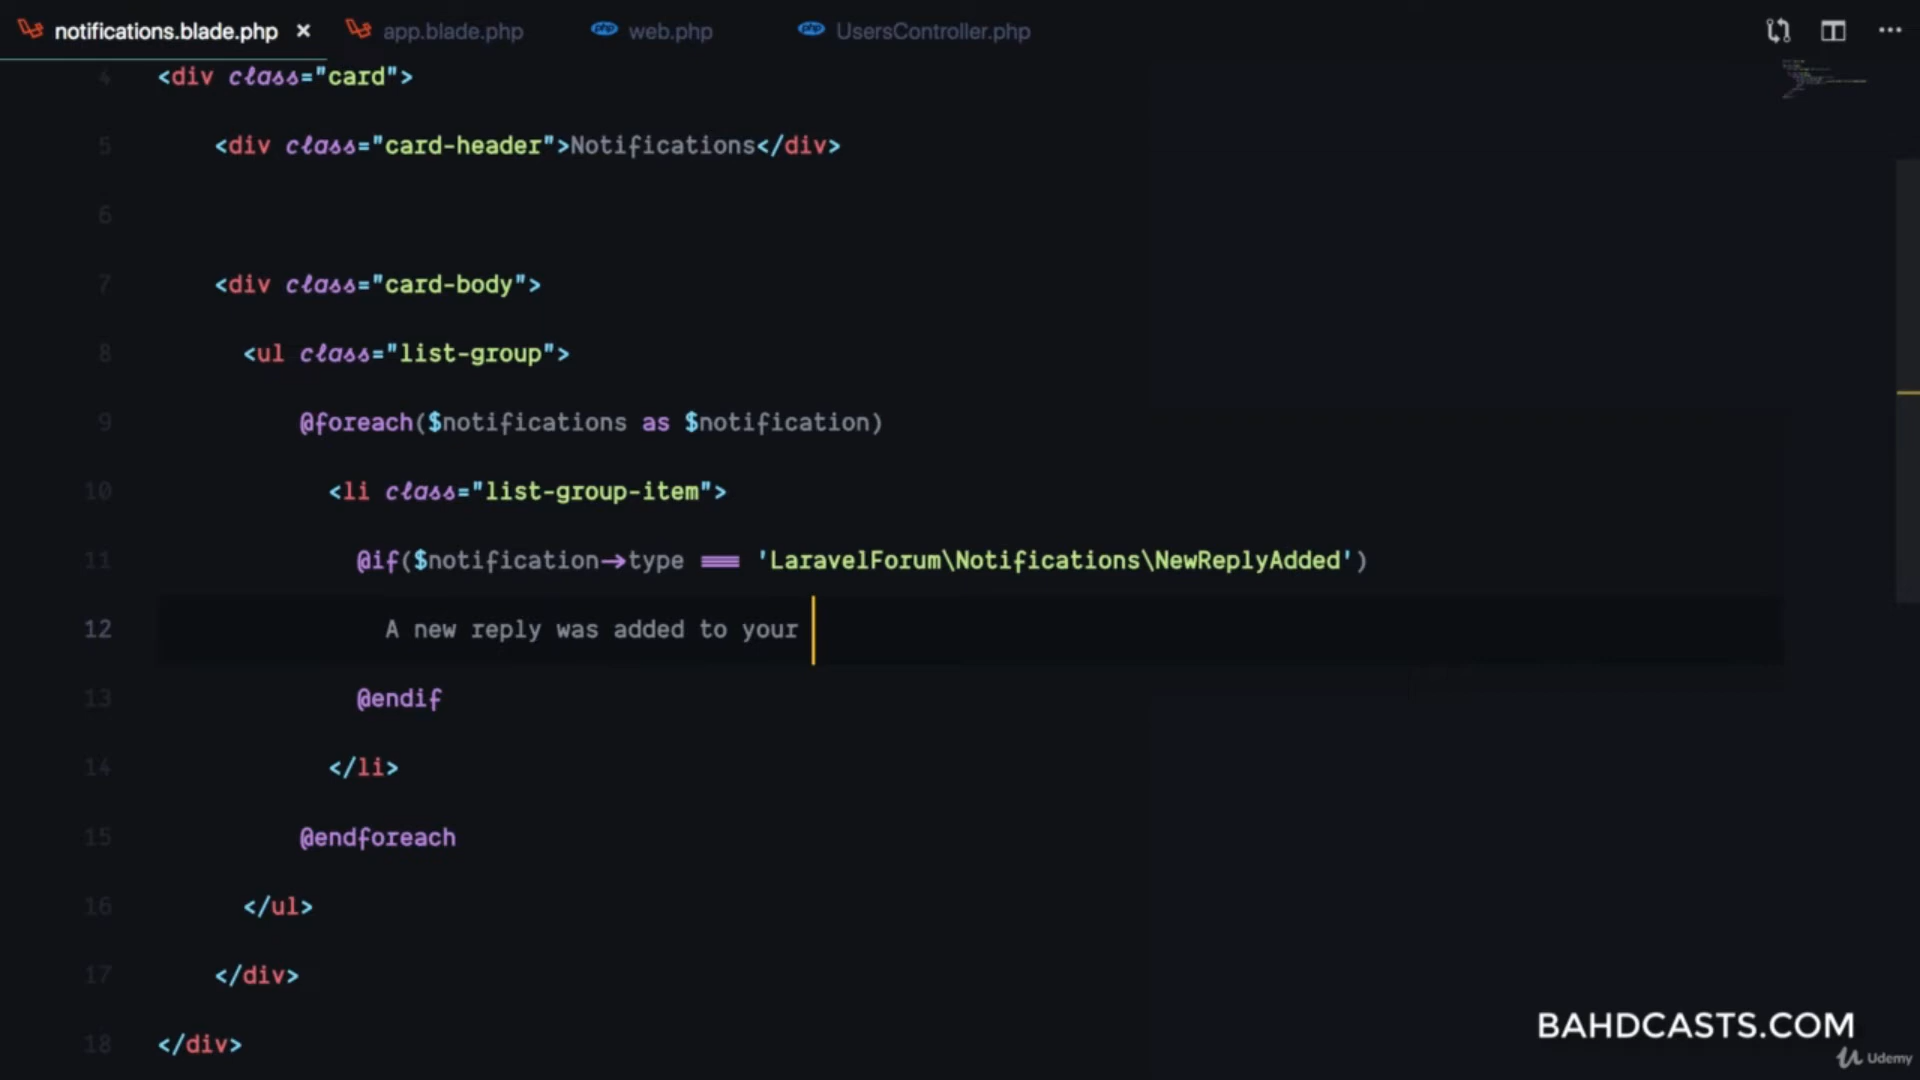 notifications.blade.php × app.blade.php php web.php php UsersController.php
4 <div class="card">
5 <div class="card-header">Notifications</div>
6
7 <div class="card-body">
8 <ul class="list-group">
9 @foreach($notifications as $notification)
10 <li class="list-group-item">
11 @if($notification->type === 'LaravelForum\Notifications\NewReplyAdded')
12 A new reply was added to your
13 @endif
14 </li>
15 @endforeach
16 </ul>
17 </div>
18 </div>
BAHDCASTS.COM
Udemy